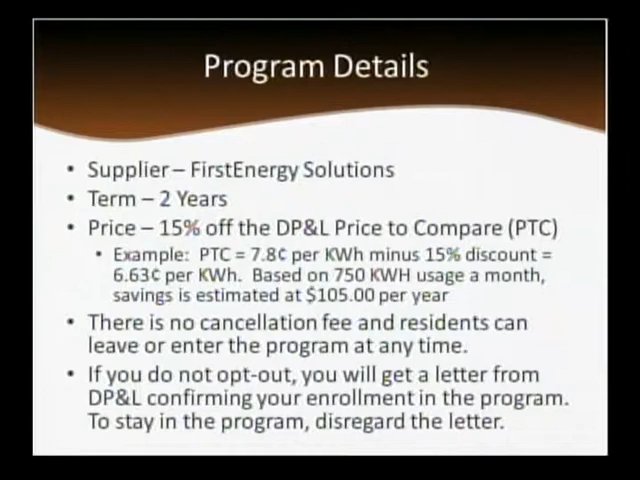 Program Details
• Supplier – FirstEnergy Solutions
• Term – 2 Years
• Price – 15% off the DP&L Price to Compare (PTC)
• Example: PTC = 7.8¢ per KWh minus 15% discount =
6.63¢ per KWh. Based on 750 KWH usage a month,
savings is estimated at $105.00 per year
• There is no cancellation fee and residents can
leave or enter the program at any time.
• If you do not opt-out, you will get a letter from
DP&L confirming your enrollment in the program.
To stay in the program, disregard the letter.